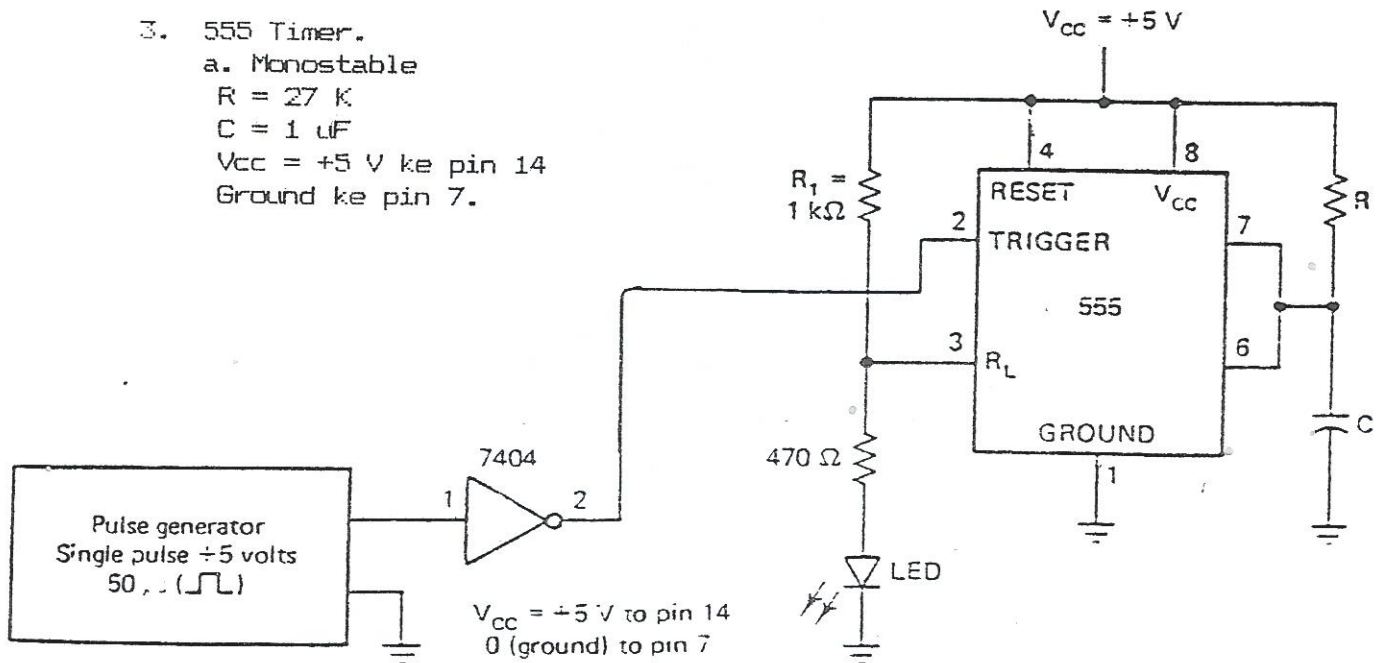 3. 555 Timer.
a. Monostable
R = 27 K
C = 1 uF
Vcc = +5 V ke pin 14
Ground ke pin 7.
VCC = +5 V
4
8
R1 =
1 kΩ
RESET
VCC
R
2
TRIGGER
7
555
3
RL
6
GROUND
C
1
470 Ω
7404
1
2
Pulse generator
Single pulse +5 volts
50
LED
VCC = +5 V to pin 14
0 (ground) to pin 7